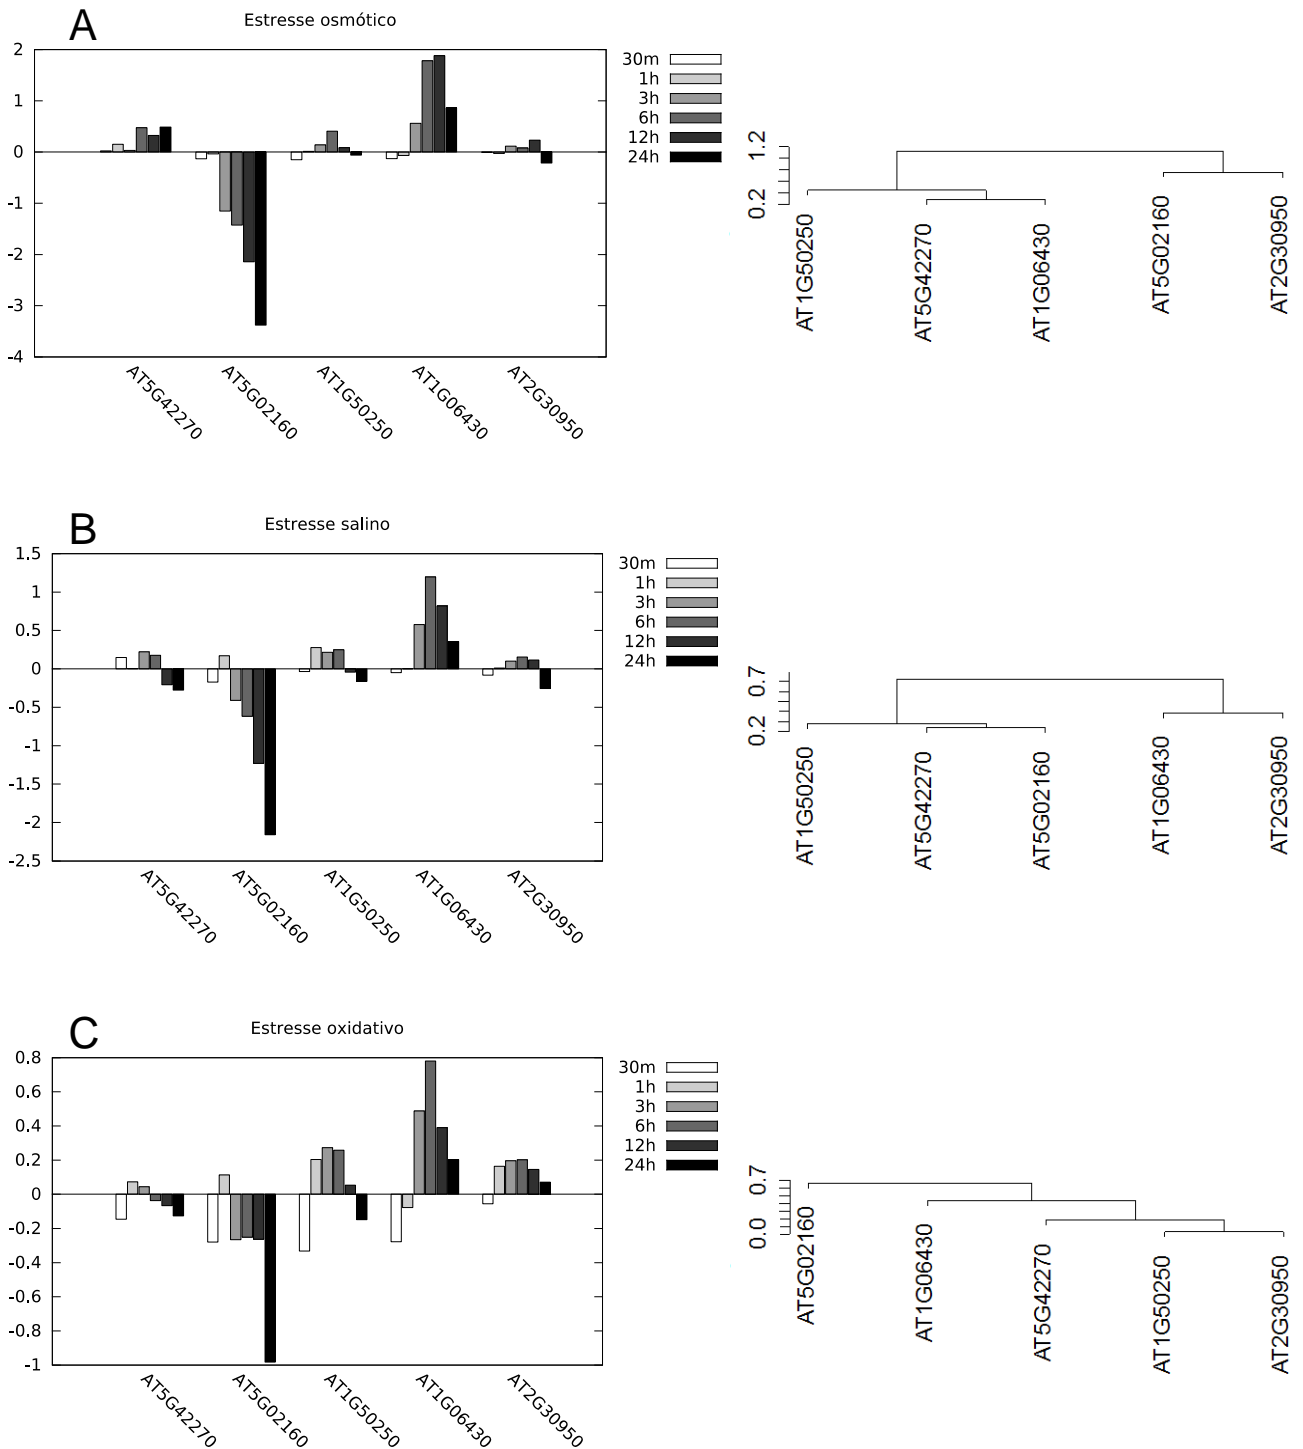 A
Estresse osmótico
2
1
0
-1
-2
-3
-4
AT5G42270
AT5G02160
AT1G50250
AT1G06430
AT2G30950
30m
1h
3h
6h
12h
24h
1.2
0.2
AT1G50250
AT5G42270
AT1G06430
AT5G02160
AT2G30950
B
Estresse salino
1.5
1
0.5
0
-0.5
-1
-1.5
-2
-2.5
AT5G42270
AT5G02160
AT1G50250
AT1G06430
AT2G30950
30m
1h
3h
6h
12h
24h
0.7
0.2
AT1G50250
AT5G42270
AT5G02160
AT1G06430
AT2G30950
C
Estresse oxidativo
0.8
0.6
0.4
0.2
0
-0.2
-0.4
-0.6
-0.8
-1
AT5G42270
AT5G02160
AT1G50250
AT1G06430
AT2G30950
30m
1h
3h
6h
12h
24h
0.7
0.0
AT5G02160
AT1G06430
AT5G42270
AT1G50250
AT2G30950